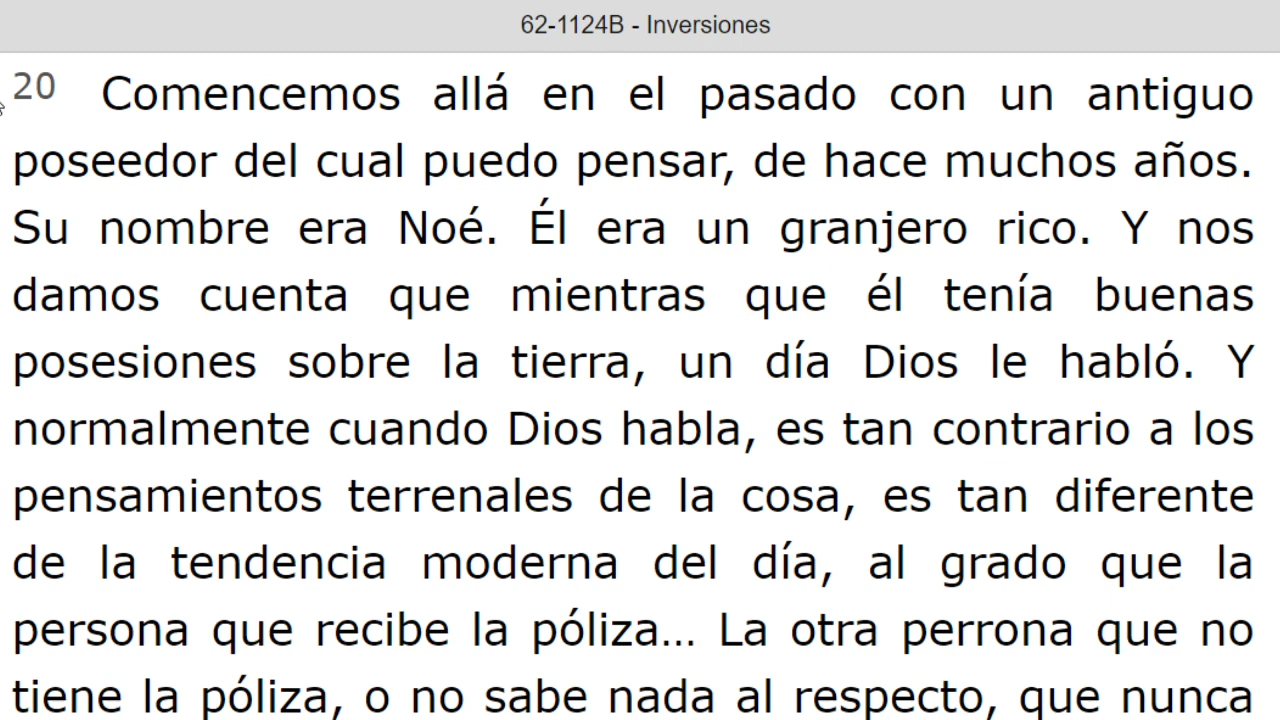 62-1124B - Inversiones
20 Comencemos allá en el pasado con un antiguo
poseedor del cual puedo pensar, de hace muchos años.
Su nombre era Noé. Él era un granjero rico. Y nos
damos cuenta que mientras que él tenía buenas
posesiones sobre la tierra, un día Dios le habló. Y
normalmente cuando Dios habla, es tan contrario a los
pensamientos terrenales de la cosa, es tan diferente
de la tendencia moderna del día, al grado que la
persona que recibe la póliza... La otra perrona que no
tiene la póliza, o no sabe nada al respecto, que nunca